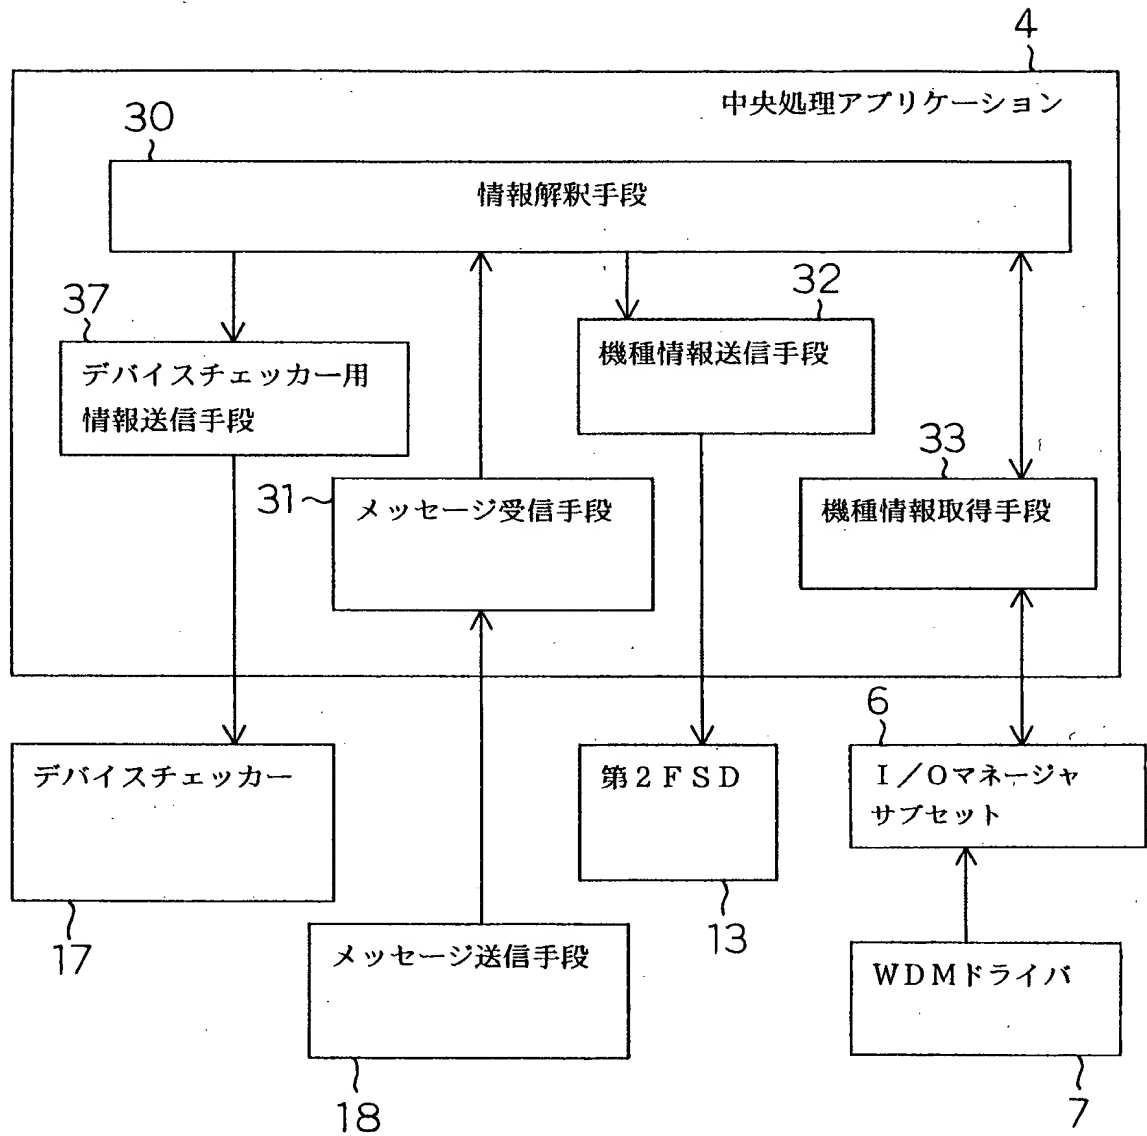 4
中央処理アプリケーション
30
情報解釈手段
37
デバイスチェッカー用
情報送信手段
32
機種情報送信手段
31
メッセージ受信手段
33
機種情報取得手段
デバイスチェッカー
17
メッセージ送信手段
18
第2FSD
13
6
I/Oマネージャ
サブセット
WDMドライバ
7